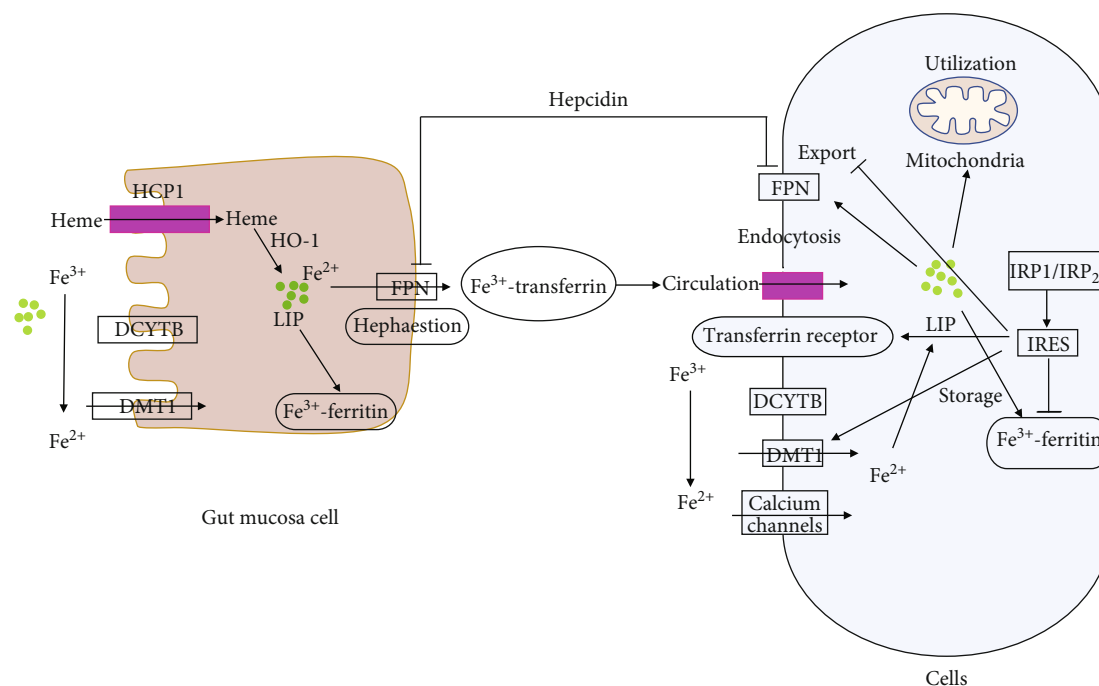 Hepcidin
HCP1
Heme
Heme
HO-1
Fe³⁺
Fe²⁺
LIP
FPN
Hephaestion
DCYTB
DMT1
Fe²⁺
Fe³⁺-ferritin
Gut mucosa cell
Fe³⁺-transferrin
Circulation
Utilization
Mitochondria
Export
FPN
Endocytosis
IRP1/IRP₂
LIP
IRES
Transferrin receptor
Fe³⁺
DCYTB
Storage
Fe³⁺-ferritin
DMT1
Fe²⁺
Fe²⁺
Calcium
channels
Cells